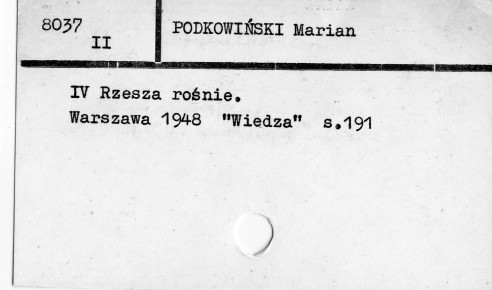 8037
II
PODKOWIŃSKI Marian
IV Rzesza rośnie.
Warszawa 1948 "Wiedza" s.191